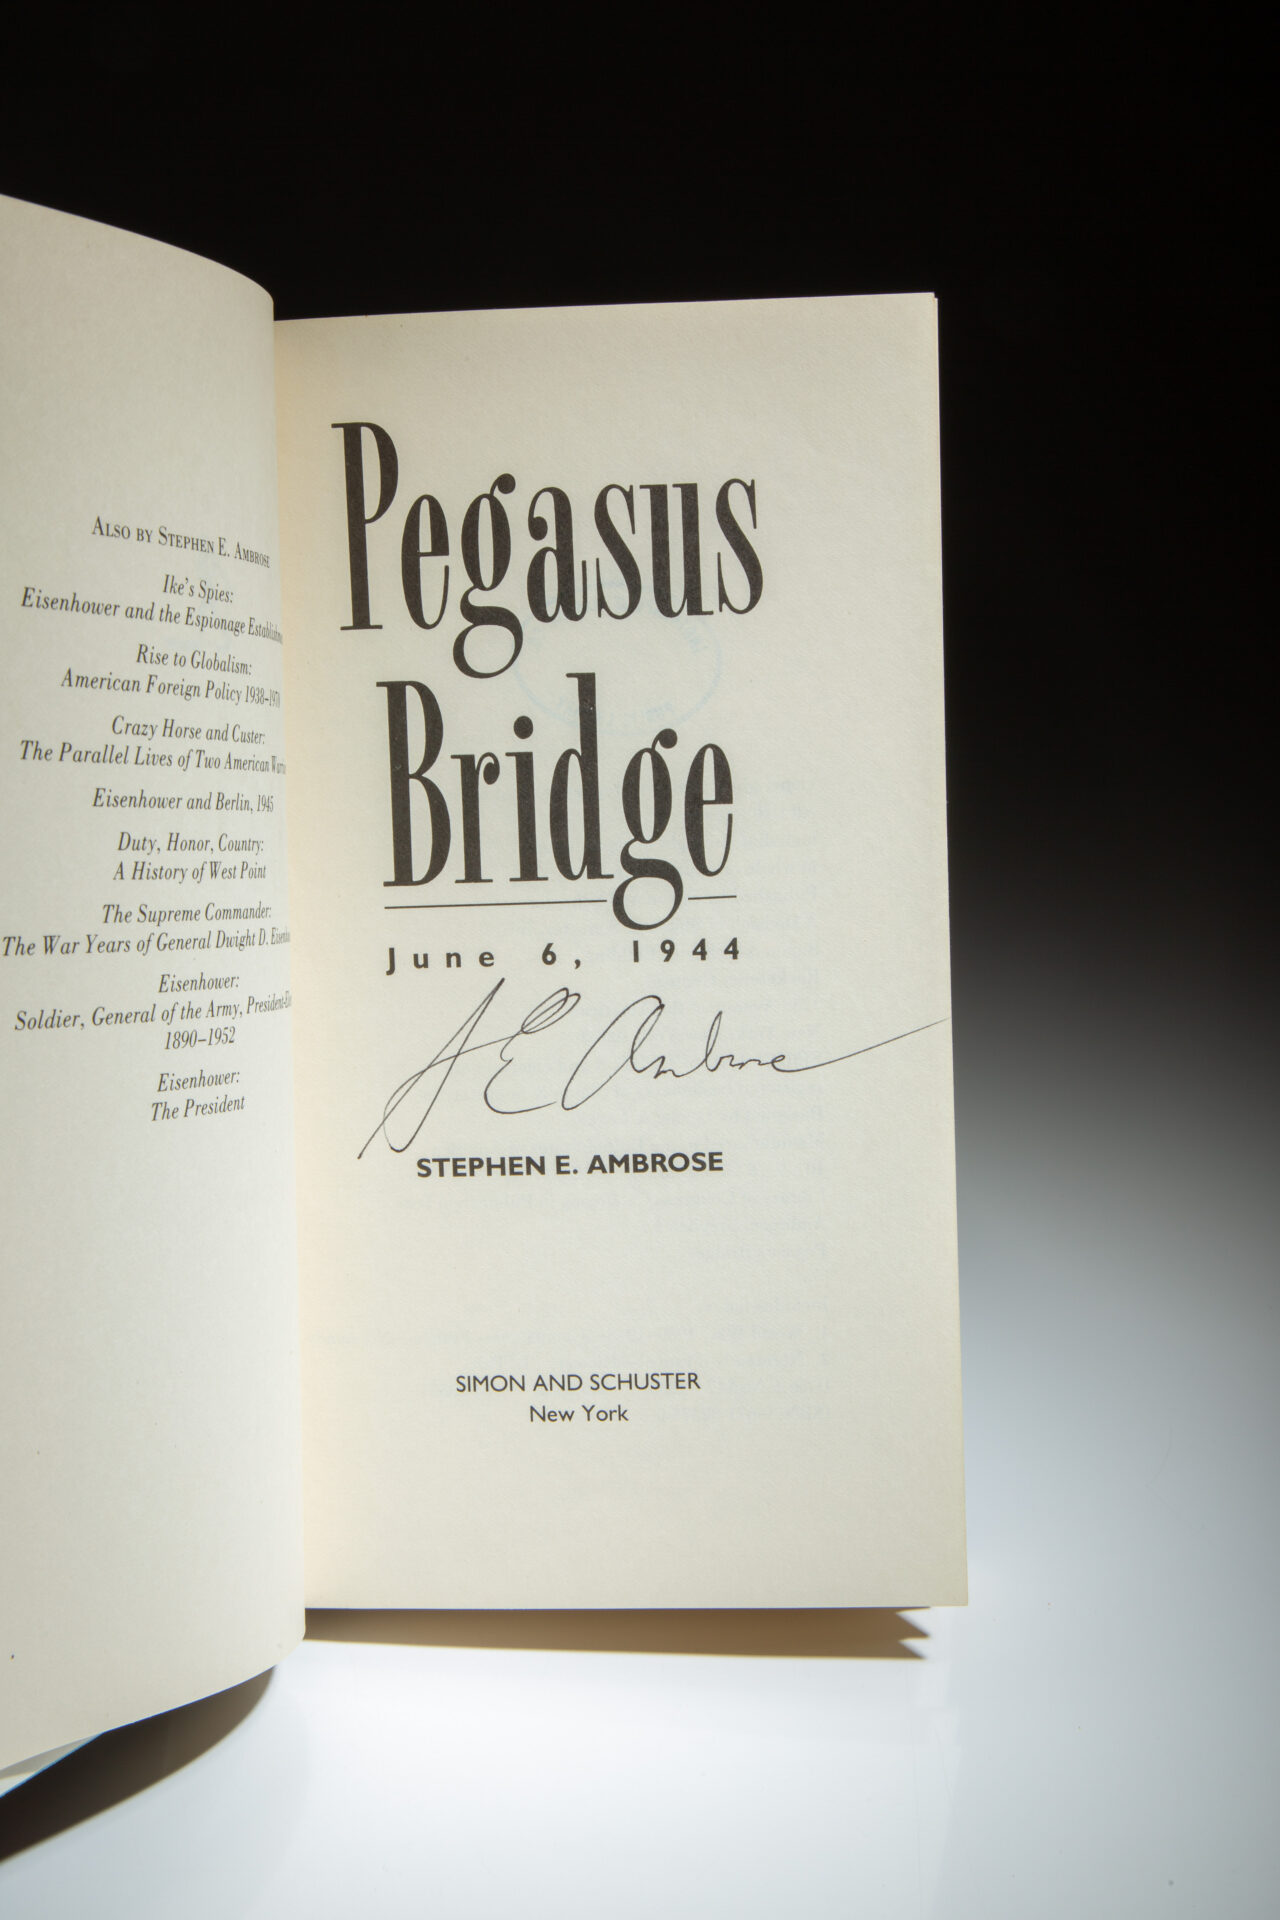 ALSO BY STEPHEN E. AMBROSE
Ike's Spies:
Eisenhower and the Espionage
Rise to Globalism:
American Foreign Policy 1938–1970
Crazy Horse and Custer:
The Parallel Lives of Two American
Eisenhower and Berlin, 1945
Duty, Honor, Country:
A History of West Point
The Supreme Commander:
The War Years of General Dwight D.
Eisenhower:
Soldier, General of the Army,
1890–1952
Eisenhower:
The President
Pegasus
Bridge
June 6, 1944
S E Ambrose
STEPHEN E. AMBROSE
SIMON AND SCHUSTER
New York